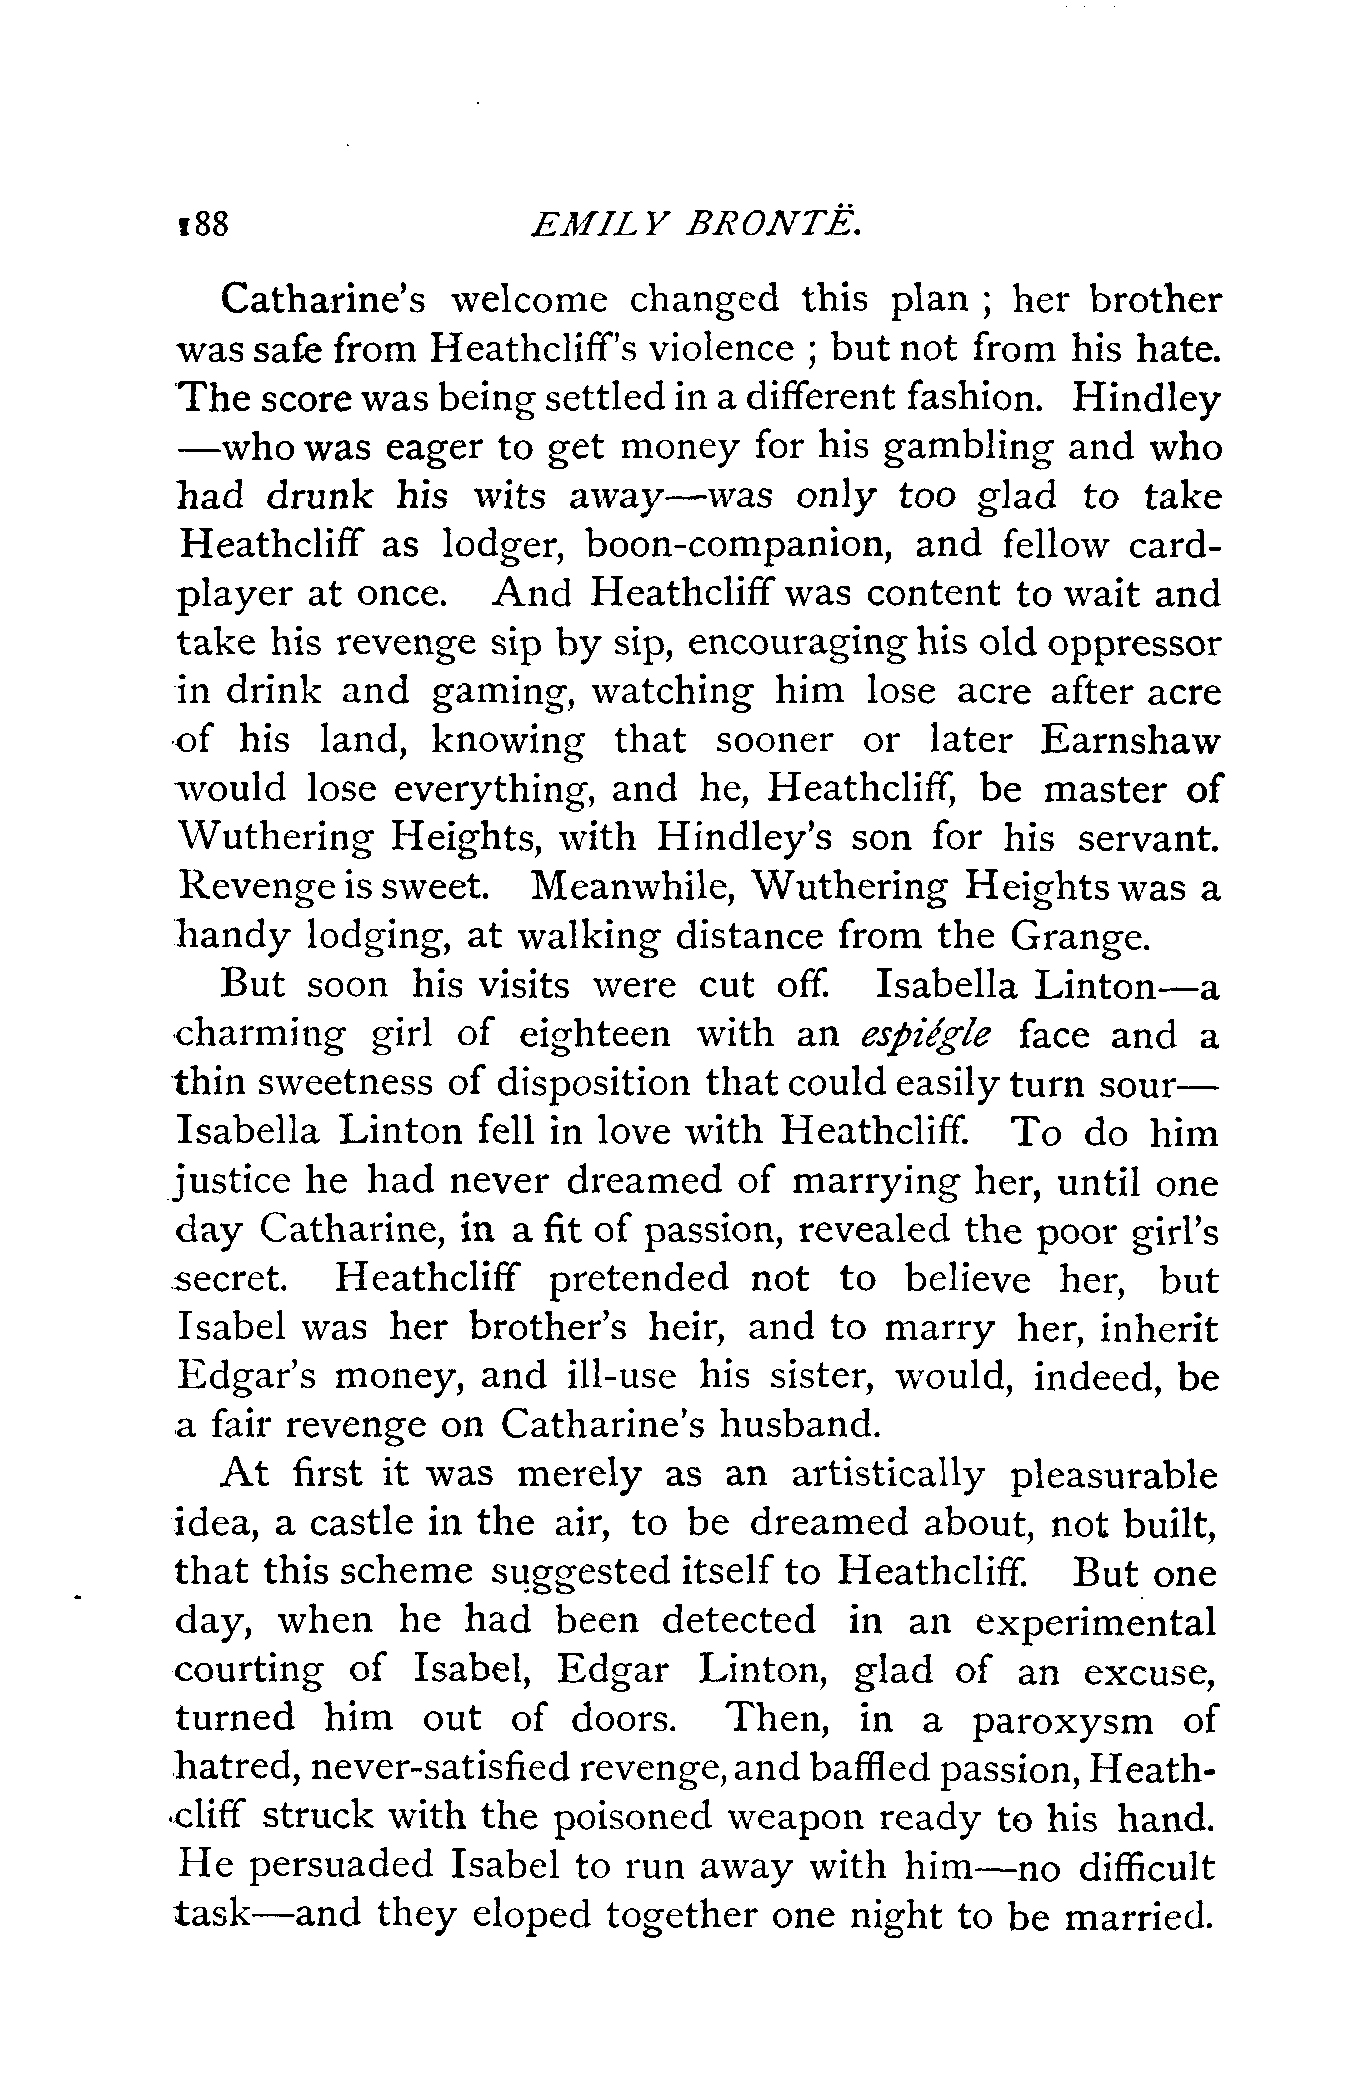 188 EMILY BRONTË.
Catharine's welcome changed this plan ; her brother
was safe from Heathcliff's violence ; but not from his hate.
The score was being settled in a different fashion. Hindley
—who was eager to get money for his gambling and who
had drunk his wits away—was only too glad to take
Heathcliff as lodger, boon-companion, and fellow card-
player at once. And Heathcliff was content to wait and
take his revenge sip by sip, encouraging his old oppressor
in drink and gaming, watching him lose acre after acre
of his land, knowing that sooner or later Earnshaw
would lose everything, and he, Heathcliff, be master of
Wuthering Heights, with Hindley's son for his servant.
Revenge is sweet. Meanwhile, Wuthering Heights was a
handy lodging, at walking distance from the Grange.
But soon his visits were cut off. Isabella Linton—a
charming girl of eighteen with an espiégle face and a
thin sweetness of disposition that could easily turn sour—
Isabella Linton fell in love with Heathcliff. To do him
justice he had never dreamed of marrying her, until one
day Catharine, in a fit of passion, revealed the poor girl's
secret. Heathcliff pretended not to believe her, but
Isabel was her brother's heir, and to marry her, inherit
Edgar's money, and ill-use his sister, would, indeed, be
a fair revenge on Catharine's husband.
At first it was merely as an artistically pleasurable
idea, a castle in the air, to be dreamed about, not built,
that this scheme suggested itself to Heathcliff. But one
day, when he had been detected in an experimental
courting of Isabel, Edgar Linton, glad of an excuse,
turned him out of doors. Then, in a paroxysm of
hatred, never-satisfied revenge, and baffled passion, Heath-
cliff struck with the poisoned weapon ready to his hand.
He persuaded Isabel to run away with him—no difficult
task—and they eloped together one night to be married.